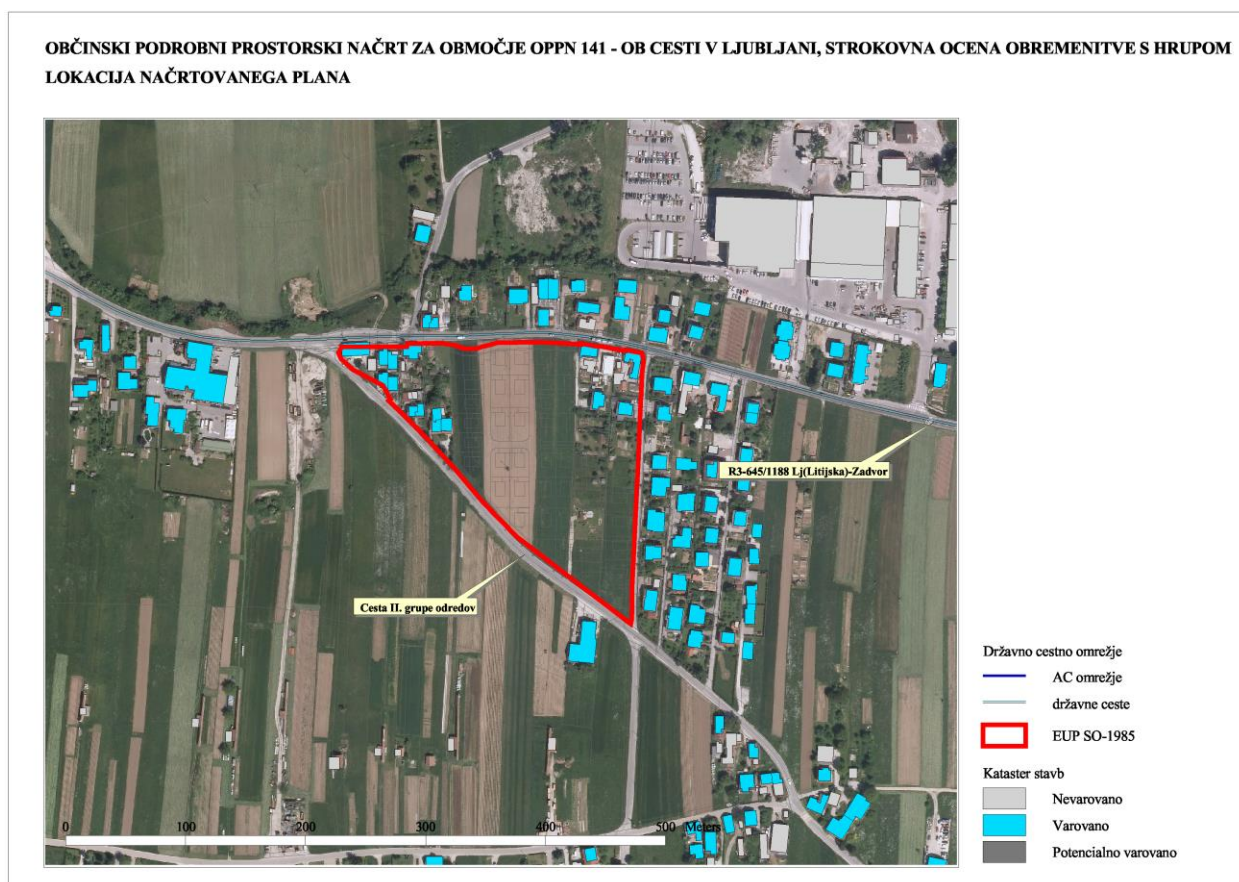 OBČINSKI PODROBNI PROSTORSKI NAČRT ZA OBMOČJE OPPN 141 - OB CESTI V LJUBLJANI, STROKOVNA OCENA OBREMENITVE S HRUPOM
LOKACIJA NAČRTOVANEGA PLANA
R3-645/1188 Lj(Litijska)-Zadvor
Cesta II. grupe odredov
0 100 200 300 400 500 Meters
Državno cestno omrežje
AC omrežje
državne ceste
EUP SO-1985
Kataster stavb
Nevarovano
Varovano
Potencialno varovano